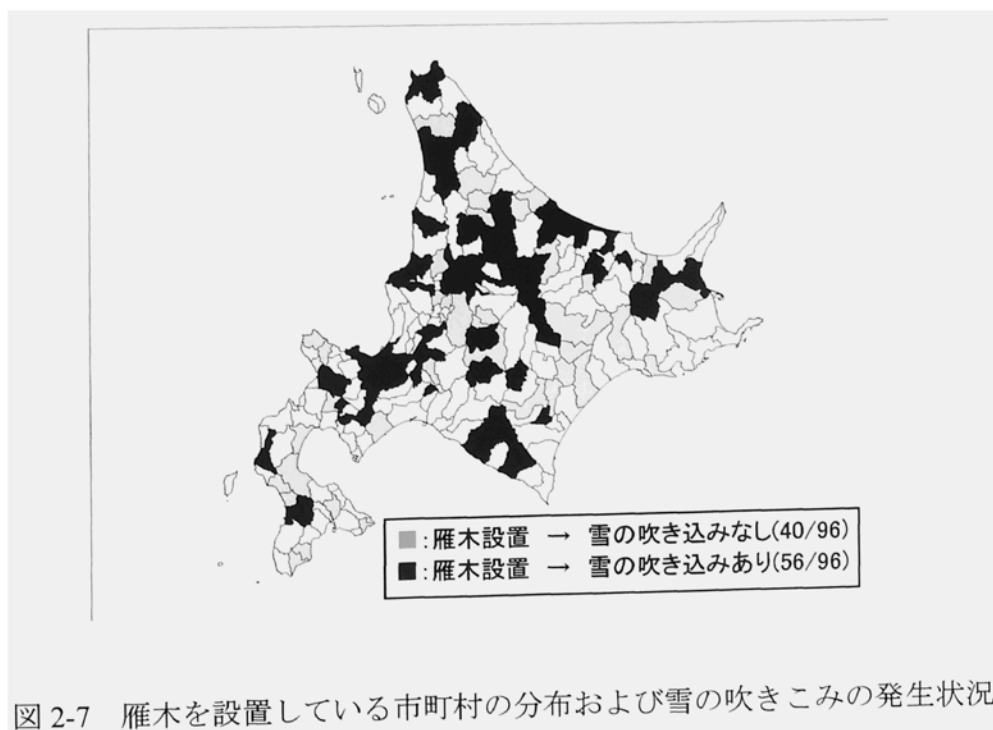 :雁木設置 → 雪の吹き込みなし(40/96)
:雁木設置 → 雪の吹き込みあり(56/96)
図 2-7 雁木を設置している市町村の分布および雪の吹きこみの発生状況